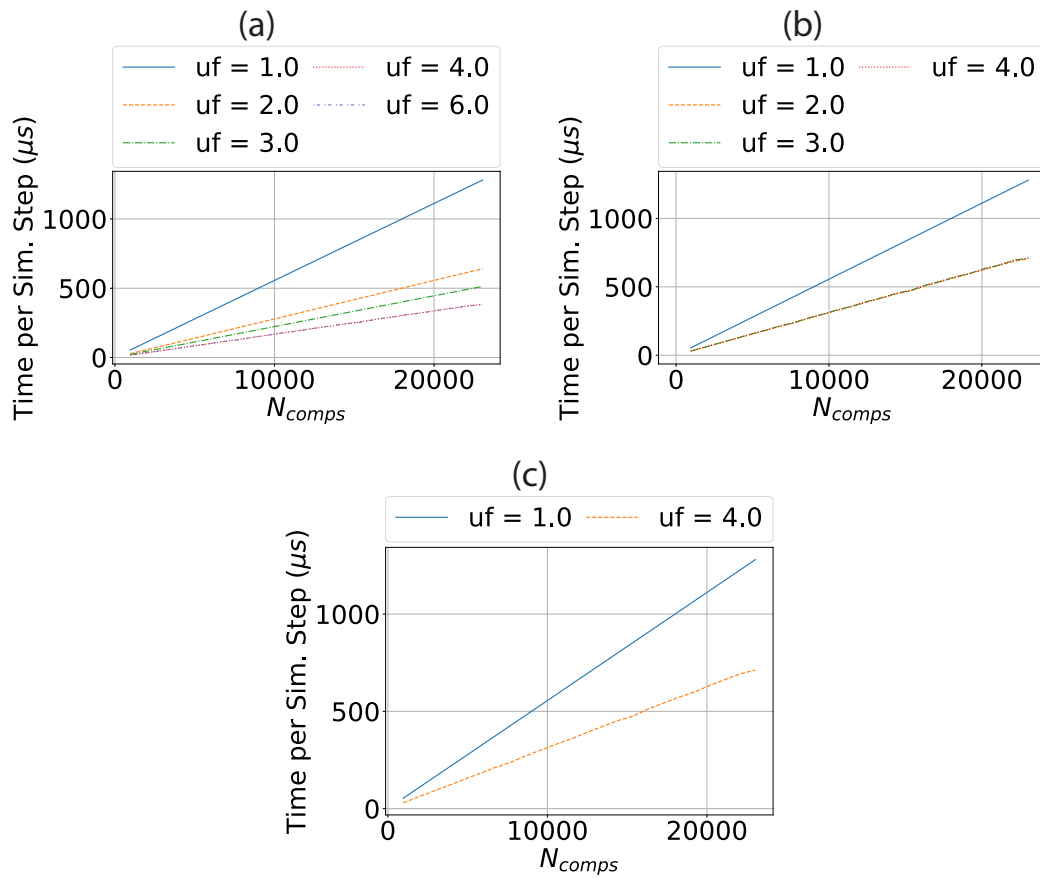 (a)
uf = 1.0
uf = 4.0
uf = 2.0
uf = 6.0
uf = 3.0
Time per Sim. Step (μs)
1000
500
0
0
10000
20000
N_comps
(b)
uf = 1.0
uf = 4.0
uf = 2.0
uf = 3.0
Time per Sim. Step (μs)
1000
500
0
0
10000
20000
N_comps
(c)
uf = 1.0
uf = 4.0
Time per Sim. Step (μs)
1000
500
0
0
10000
20000
N_comps